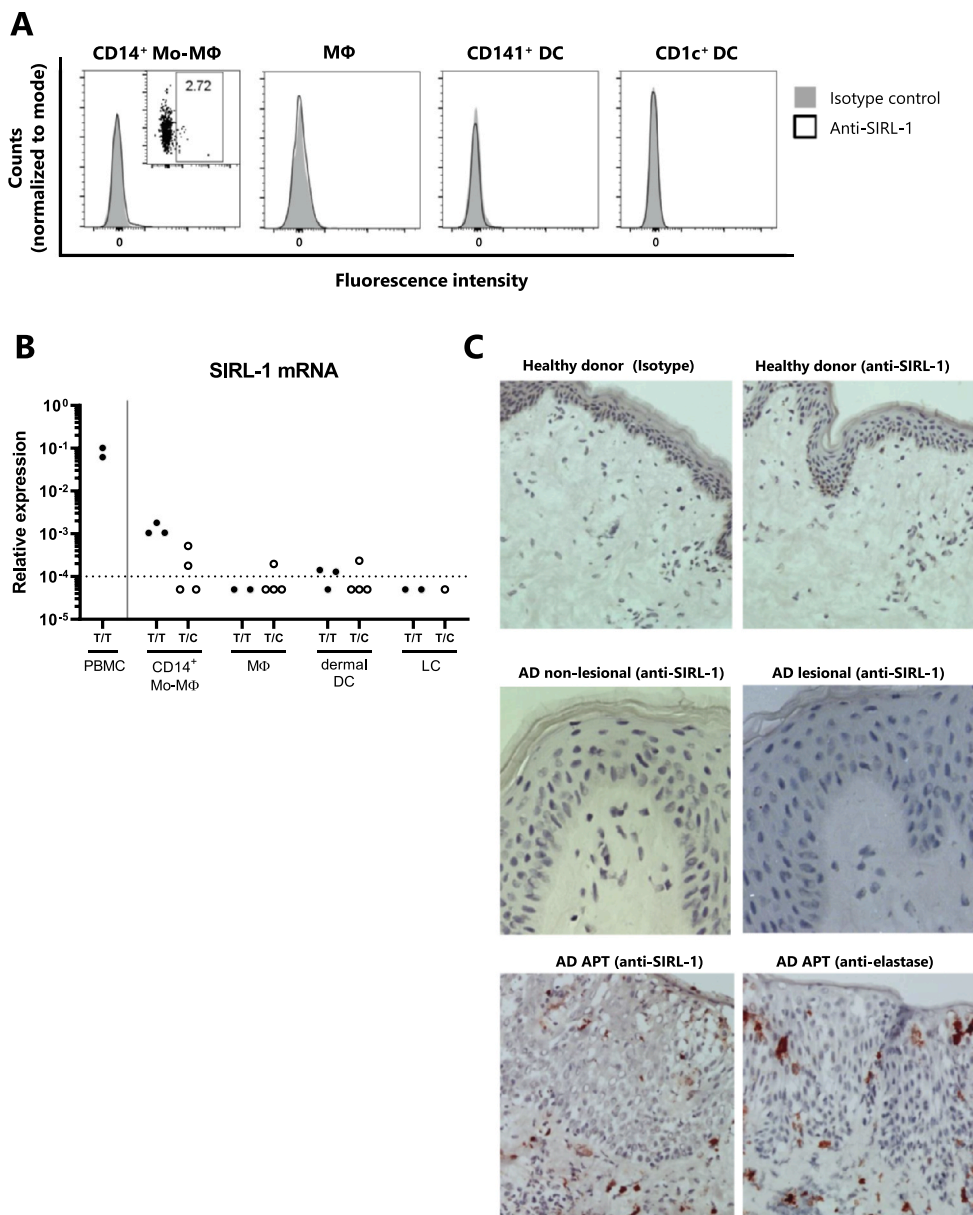 A
CD14⁺ Mo-MΦ
MΦ
CD141⁺ DC
CD1c⁺ DC
Counts
(normalized to mode)
2.72
Isotype control
Anti-SIRL-1
0
0
0
0
Fluorescence intensity
B
SIRL-1 mRNA
Relative expression
10⁰
10⁻¹
10⁻²
10⁻³
10⁻⁴
10⁻⁵
T/T
T/T
T/C
T/T
T/C
T/T
T/C
T/T
T/C
PBMC
CD14⁺
Mo-MΦ
MΦ
dermal
DC
LC
C
Healthy donor (Isotype)
Healthy donor (anti-SIRL-1)
AD non-lesional (anti-SIRL-1)
AD lesional (anti-SIRL-1)
AD APT (anti-SIRL-1)
AD APT (anti-elastase)